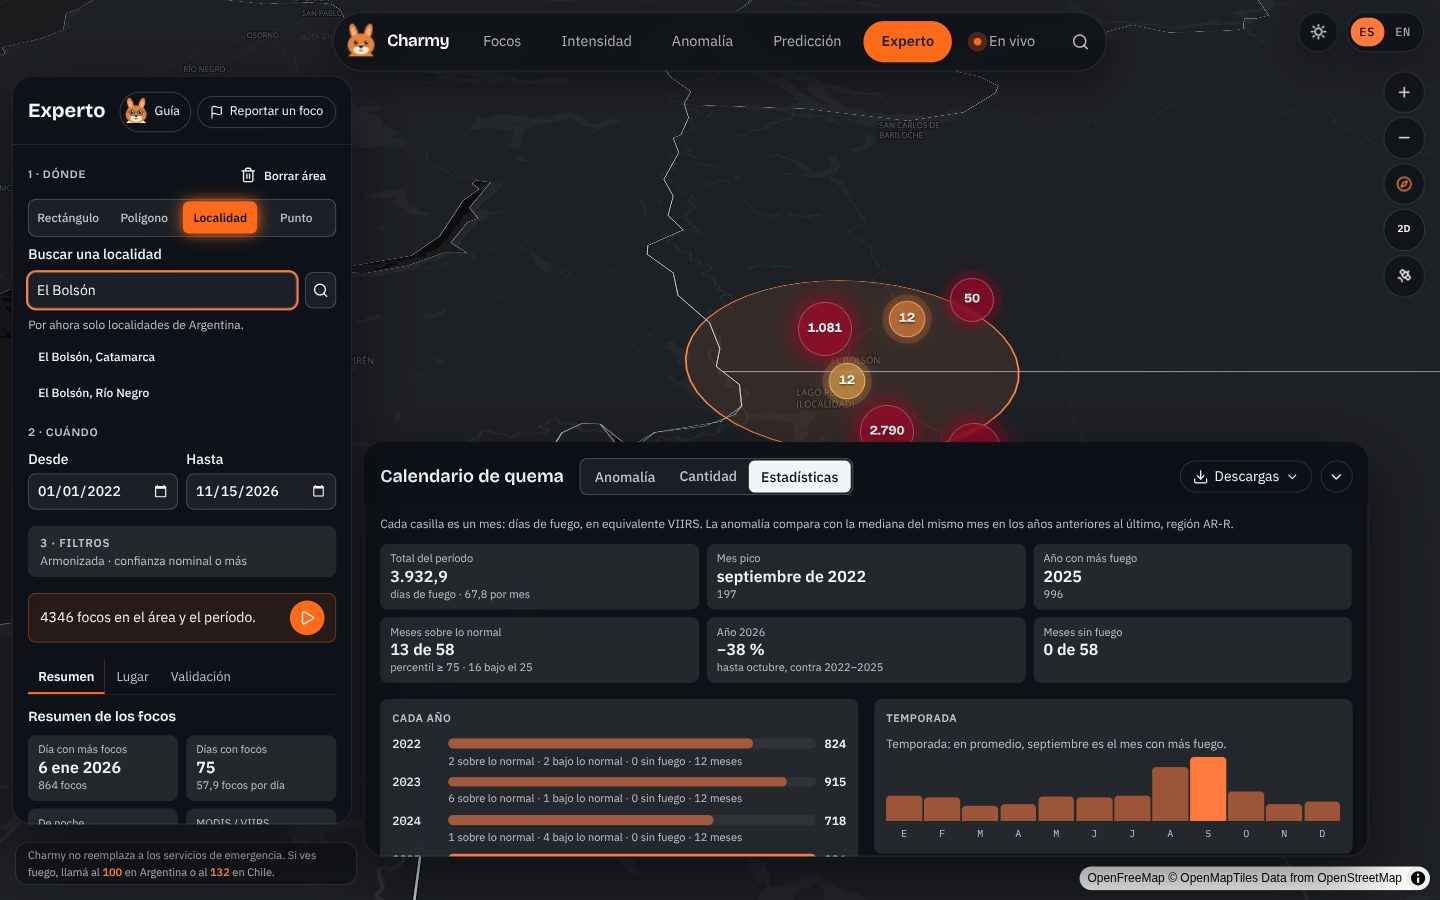 SAN PABLO
OSORNO
RUTA 215
RÍO NEGRO
Charmy
Focos
Intensidad
Anomalía
Predicción
Experto
En vivo
ES
EN
Experto
Guía
Reportar un foco
1 · DÓNDE
Borrar área
Rectángulo
Polígono
Localidad
Punto
Buscar una localidad
El Bolsón
Por ahora solo localidades de Argentina.
El Bolsón, Catamarca
El Bolsón, Río Negro
2 · CUÁNDO
Desde
Hasta
01/01/2022
11/15/2026
3 · FILTROS
Armonizada · confianza nominal o más
4346 focos en el área y el período.
Resumen
Lugar
Validación
Resumen de los focos
Día con más focos
6 ene 2026
864 focos
Días con focos
75
57,9 focos por día
De noche
MODIS / VIIRS
Charmy no reemplaza a los servicios de emergencia. Si ves
fuego, llamá al 100 en Argentina o al 132 en Chile.
SAN CARLOS DE
BARILOCHE
2D
50
12
1.081
EL BOLSÓN
12
(LOCALIDAD)
2.790
Calendario de quema
Anomalía
Cantidad
Estadísticas
Descargas
Cada casilla es un mes: días de fuego, en equivalente VIIRS. La anomalía compara con la mediana del mismo mes en los años anteriores al último, región AR-R.
Total del período
3.932,9
días de fuego · 67,8 por mes
Mes pico
septiembre de 2022
197
Año con más fuego
2025
996
Meses sobre lo normal
13 de 58
percentil ≥ 75 · 16 bajo el 25
Año 2026
−38 %
hasta octubre, contra 2022–2025
Meses sin fuego
0 de 58
CADA AÑO
2022
824
2 sobre lo normal · 2 bajo lo normal · 0 sin fuego · 12 meses
2023
915
6 sobre lo normal · 1 bajo lo normal · 0 sin fuego · 12 meses
2024
718
1 sobre lo normal · 4 bajo lo normal · 0 sin fuego · 12 meses
TEMPORADA
Temporada: en promedio, septiembre es el mes con más fuego.
E F M A M J J A S O N D
OpenFreeMap © OpenMapTiles Data from OpenStreetMap